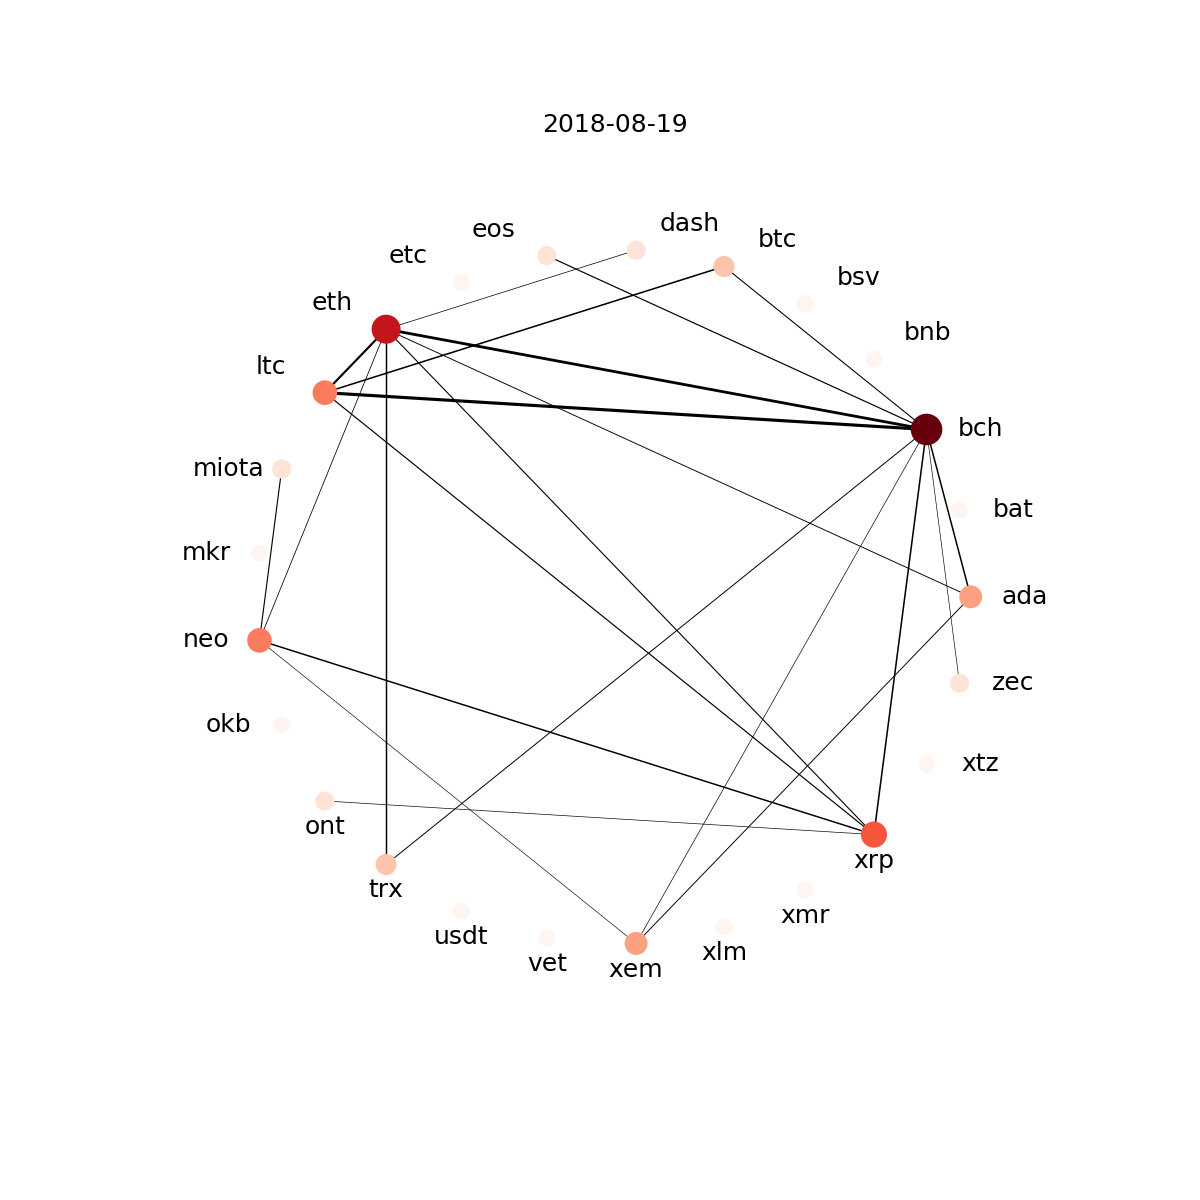 2018-08-19
dash
eos
btc
etc
bsv
eth
bnb
ltc
bch
miota
bat
mkr
ada
neo
zec
okb
xtz
ont
xrp
trx
xmr
usdt
xlm
vet
xem